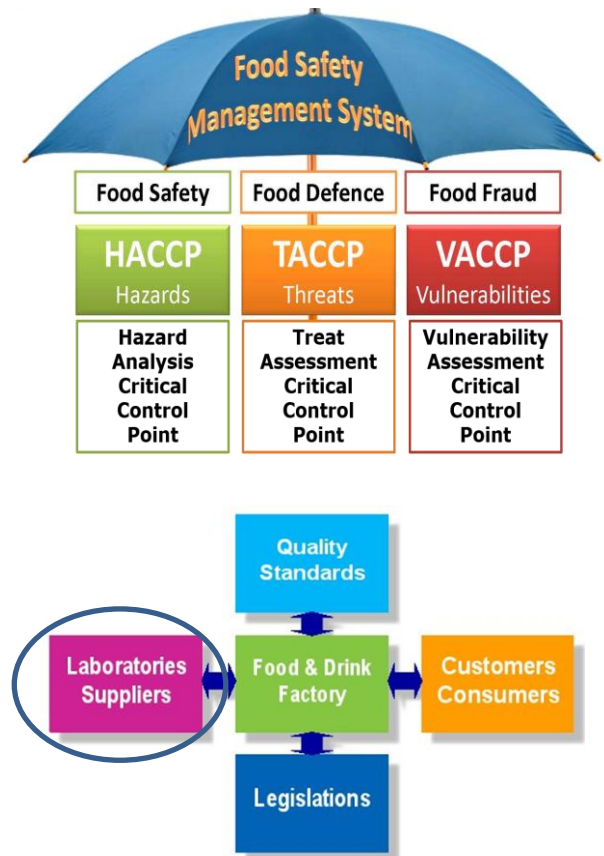 Food Safety
Management System
Food Safety
Food Defence
Food Fraud
HACCP
Hazards
TACCP
Threats
VACCP
Vulnerabilities
Hazard
Analysis
Critical
Control
Point
Treat
Assessment
Critical
Control
Point
Vulnerability
Assessment
Critical
Control
Point
Quality
Standards
Laboratories
Suppliers
Food & Drink
Factory
Customers
Consumers
Legislations